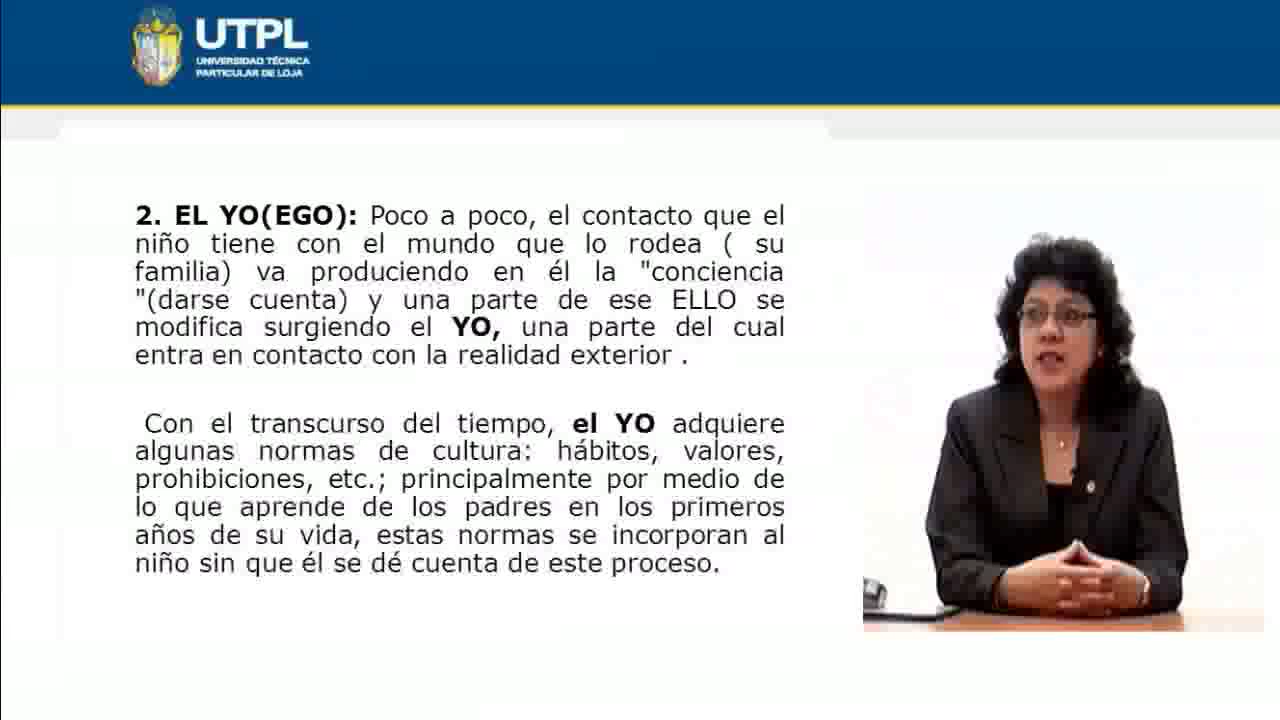 UTPL
UNIVERSIDAD TÉCNICA
PARTICULAR DE LOJA
2. EL YO(EGO): Poco a poco, el contacto que el
niño tiene con el mundo que lo rodea ( su
familia) va produciendo en él la "conciencia
"(darse cuenta) y una parte de ese ELLO se
modifica surgiendo el YO, una parte del cual
entra en contacto con la realidad exterior .
Con el transcurso del tiempo, el YO adquiere
algunas normas de cultura: hábitos, valores,
prohibiciones, etc.; principalmente por medio de
lo que aprende de los padres en los primeros
años de su vida, estas normas se incorporan al
niño sin que él se dé cuenta de este proceso.